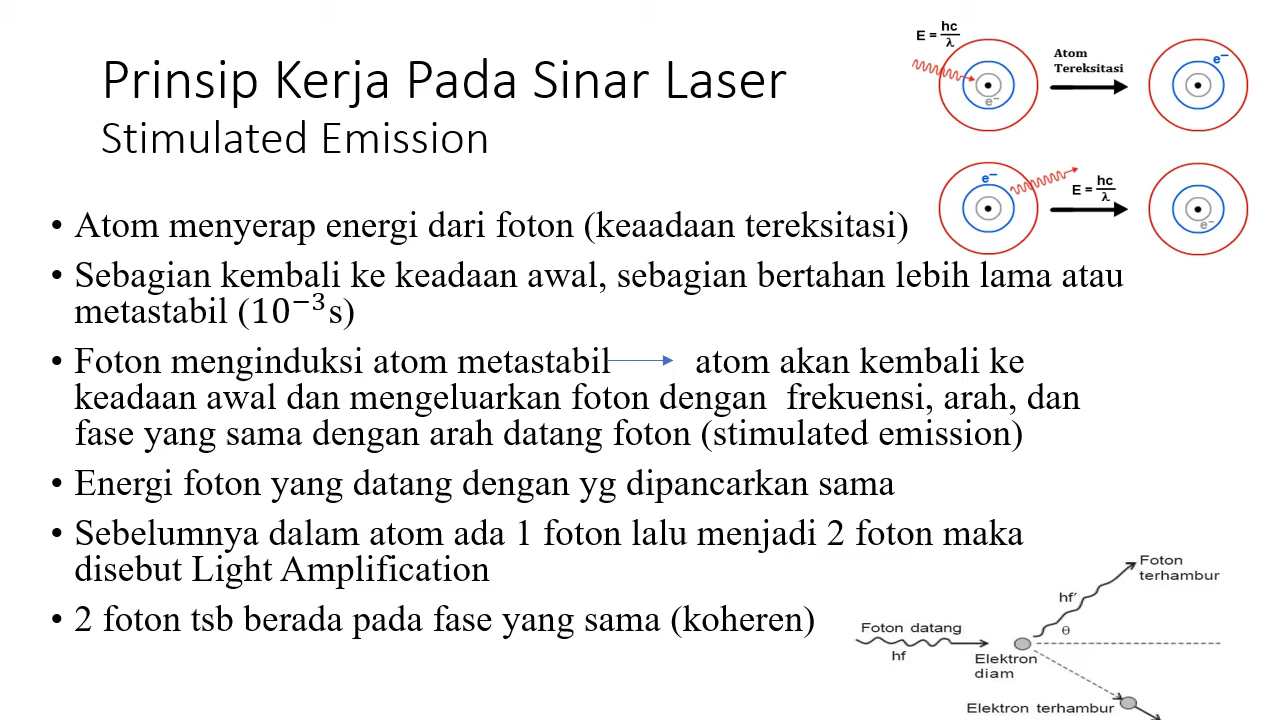 Prinsip Kerja Pada Sinar Laser
Stimulated Emission
E = hc/λ
e⁻
Atom
Tereksitasi
e⁻
e⁻
E = hc/λ
e⁻
• Atom menyerap energi dari foton (keaadaan tereksitasi)
• Sebagian kembali ke keadaan awal, sebagian bertahan lebih lama atau
metastabil (10⁻³s)
• Foton menginduksi atom metastabil atom akan kembali ke
keadaan awal dan mengeluarkan foton dengan frekuensi, arah, dan
fase yang sama dengan arah datang foton (stimulated emission)
• Energi foton yang datang dengan yg dipancarkan sama
• Sebelumnya dalam atom ada 1 foton lalu menjadi 2 foton maka
disebut Light Amplification
• 2 foton tsb berada pada fase yang sama (koheren)
Foton
terhambur
hf′
θ
Foton datang
hf
Elektron
diam
Elektron terhambur